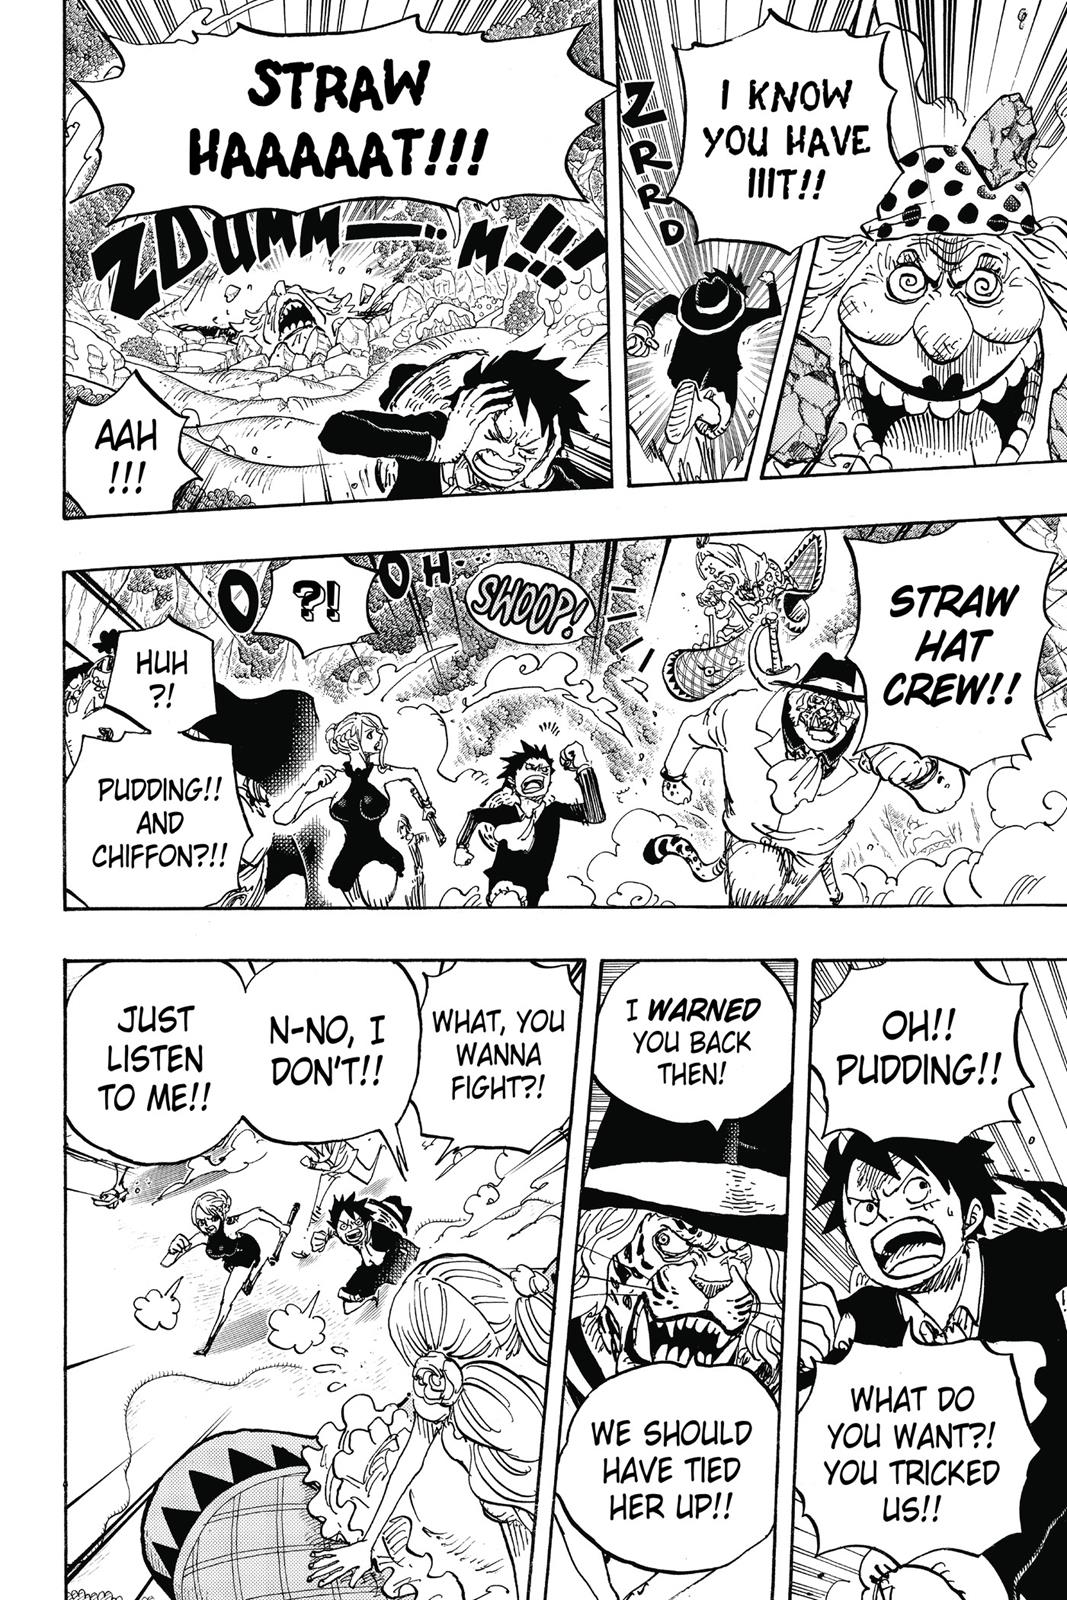 I KNOW
YOU HAVE
IIIT!!
ZRRD
STRAW
HAAAAAT!!!
ZDUMM—..
M!!!
AAH
!!!
STRAW
HAT
CREW!!
SWOOP!
OH
?!
O
HUH
?!
PUDDING!!
AND
CHIFFON?!!
OH!!
PUDDING!!
WHAT DO
YOU WANT?!
YOU TRICKED
US!!
I WARNED
YOU BACK
THEN!
WE SHOULD
HAVE TIED
HER UP!!
WHAT, YOU
WANNA
FIGHT?!
N-NO, I
DON'T!!
JUST
LISTEN
TO ME!!